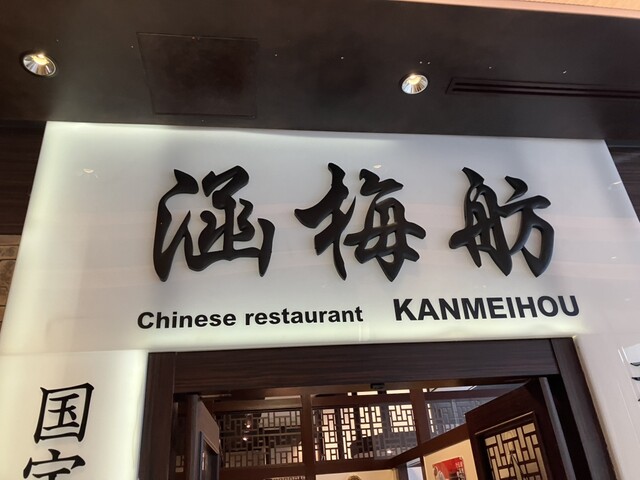 涵梅舫
Chinese restaurant KANMEIHOU
国